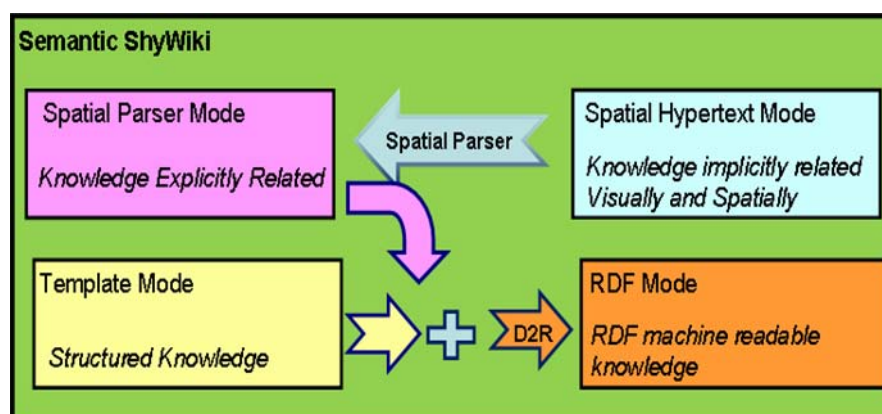 Semantic ShyWiki
Spatial Parser Mode
Knowledge Explicitly Related
Spatial Parser
Spatial Hypertext Mode
Knowledge implicitly related
Visually and Spatially
Template Mode
Structured Knowledge
D2R
RDF Mode
RDF machine readable
knowledge